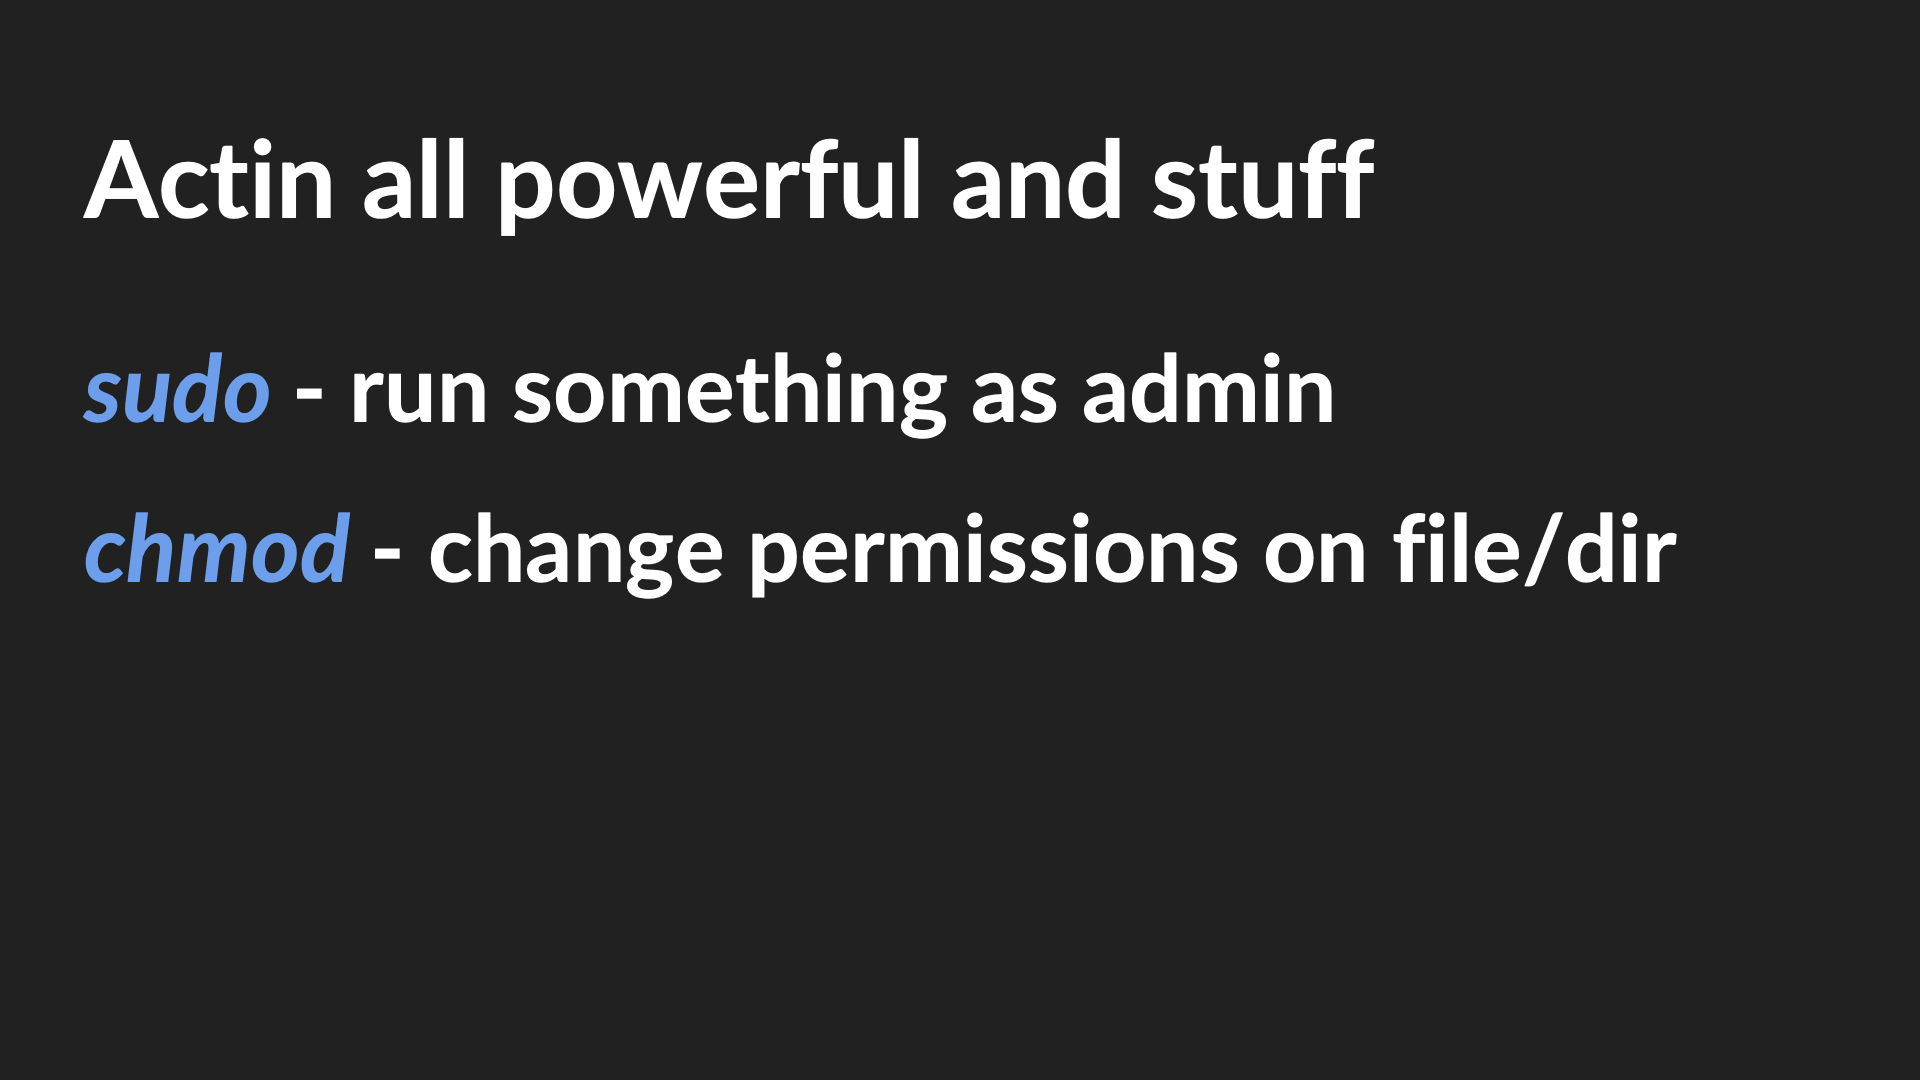 Actin all powerful and stuff
sudo - run something as admin
chmod - change permissions on file/dir